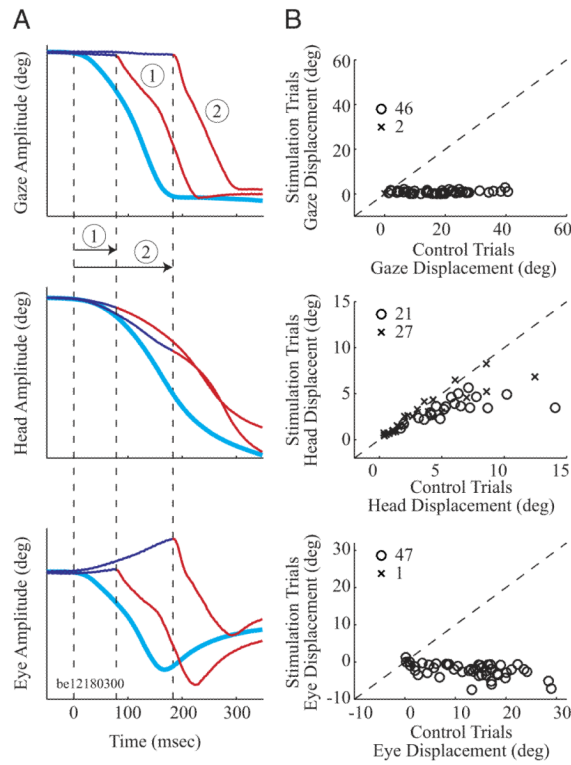 A
Gaze Amplitude (deg)
1
2
1
2
Head Amplitude (deg)
Eye Amplitude (deg)
be12180300
0 100 200 300
Time (msec)
B
Stimulation Trials
Gaze Displacement (deg)
60
40
20
0
46
2
0 20 40 60
Control Trials
Gaze Displacement (deg)
Stimulation Trials
Head Displaceent (deg)
15
10
5
0
21
27
0 5 10 15
Control Trials
Head Displacement (deg)
Stimulation Trials
Eye Displacement (deg)
30
20
10
0
-10
47
1
-10 0 10 20 30
Control Trials
Eye Displacement (deg)